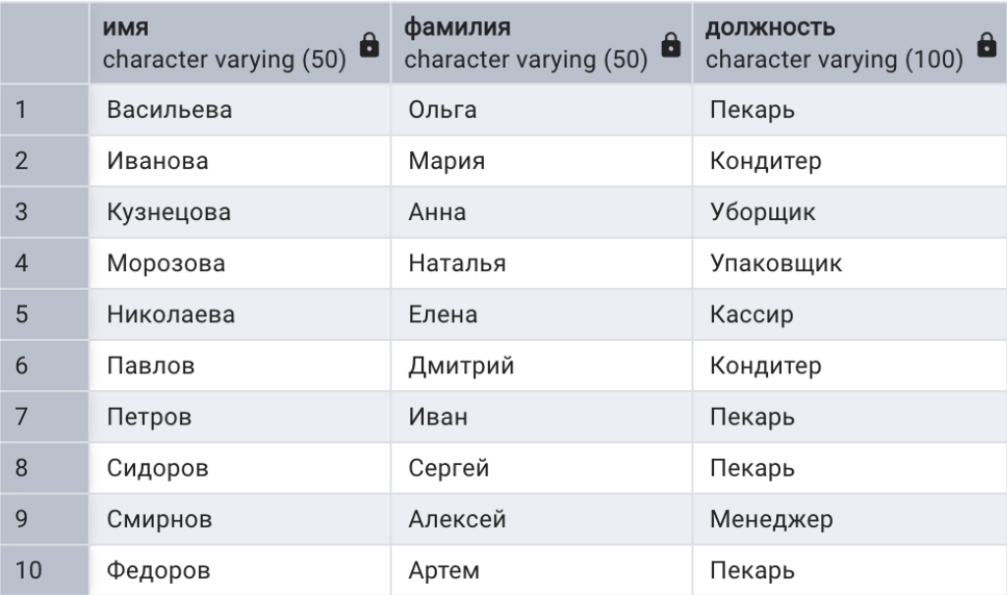 имя фамилия должность
character varying (50) character varying (50) character varying (100)
1 Васильева Ольга Пекарь
2 Иванова Мария Кондитер
3 Кузнецова Анна Уборщик
4 Морозова Наталья Упаковщик
5 Николаева Елена Кассир
6 Павлов Дмитрий Кондитер
7 Петров Иван Пекарь
8 Сидоров Сергей Пекарь
9 Смирнов Алексей Менеджер
10 Федоров Артем Пекарь